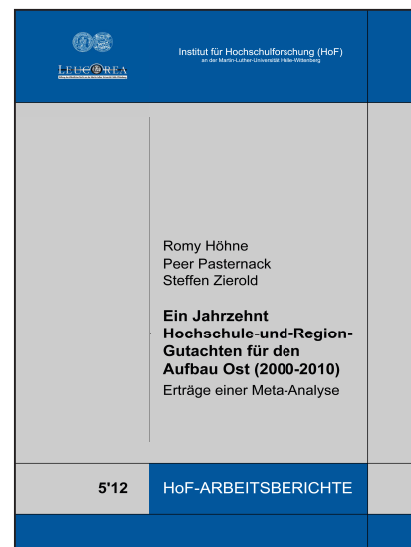 LEUCOREA
Institut für Hochschulforschung (HoF)
an der Martin-Luther-Universität Halle-Wittenberg
Romy Höhne
Peer Pasternack
Steffen Zierold
Ein Jahrzehnt
Hochschule-und-Region-
Gutachten für den
Aufbau Ost (2000-2010)
Erträge einer Meta-Analyse
5'12
HoF-ARBEITSBERICHTE